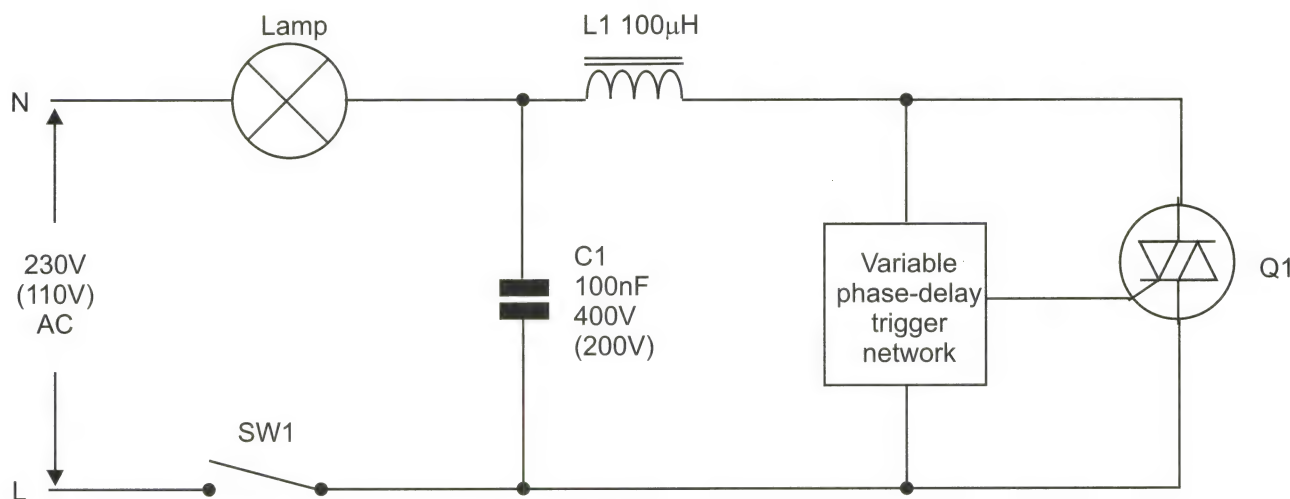 Lamp
L1 100µH
N
230V
(110V)
AC
C1
100nF
400V
(200V)
Variable
phase-delay
trigger
network
Q1
SW1
L